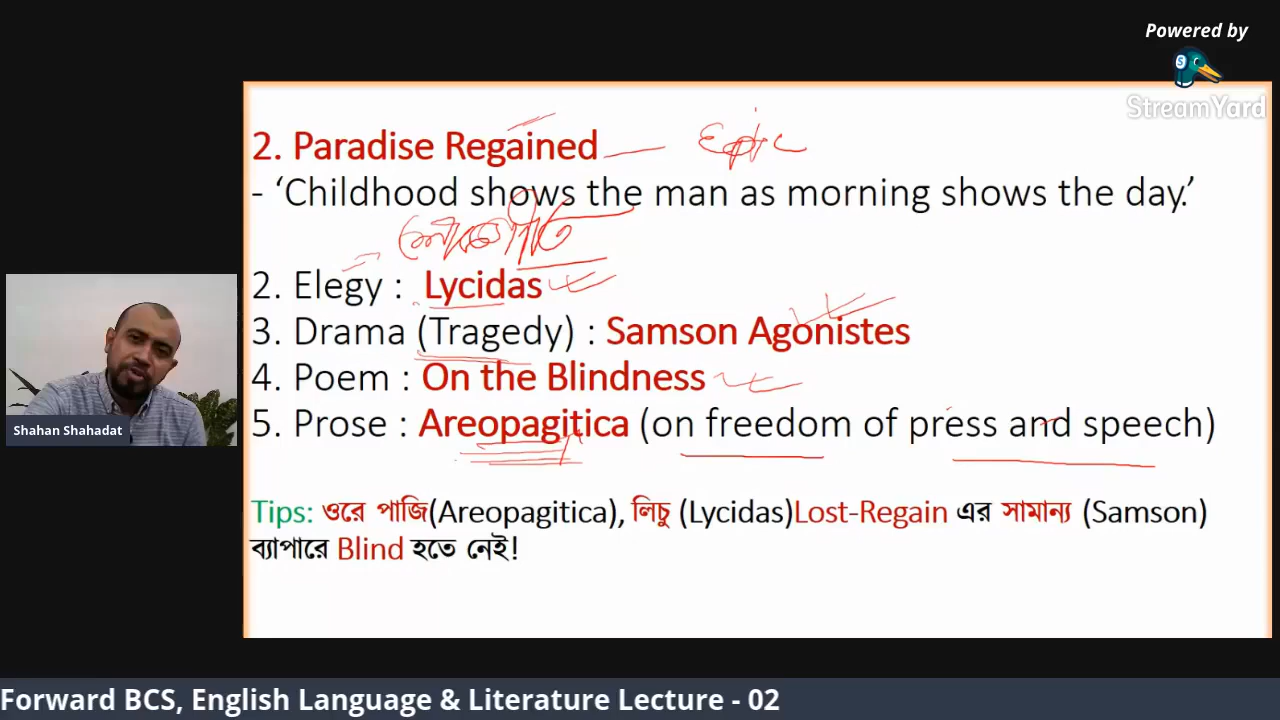 Powered by
StreamYard
2. Paradise Regained
Epic
- ‘Childhood shows the man as morning shows the day.’
শোকগীতি
2. Elegy : Lycidas
3. Drama (Tragedy) : Samson Agonistes
4. Poem : On the Blindness
5. Prose : Areopagitica (on freedom of press and speech)
Tips: ওরে পাজি(Areopagitica), লিচু (Lycidas)Lost-Regain এর সামান্য (Samson)
ব্যাপারে Blind হতে নেই!
Shahan Shahadat
Forward BCS, English Language & Literature Lecture - 02